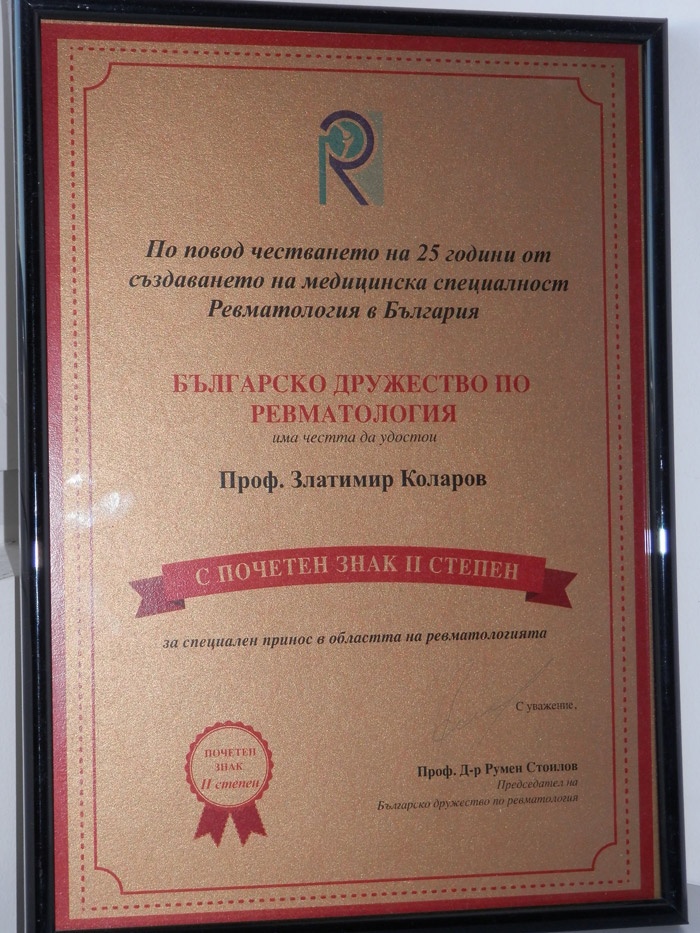 По повод честването на 25 години от
създаването на медицинска специалност
Ревматология в България
БЪЛГАРСКО ДРУЖЕСТВО ПО
РЕВМАТОЛОГИЯ
има честта да удостои
Проф. Златимир Коларов
С ПОЧЕТЕН ЗНАК II СТЕПЕН
за специален принос в областта на ревматологията
С уважение,
Проф. Д-р Румен Стоилов
Председател на
Българско дружество по ревматология
ПОЧЕТЕН
ЗНАК
II степен